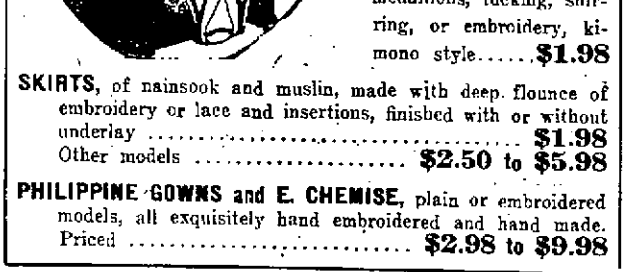 medallions, tucking, shir-
ring, or embroidery, ki-
mono style......$1.98
SKIRTS, of nainsook and muslin, made with deep flounce of
embroidery or lace and insertions, finished with or without
underlay .................................... $1.98
Other models ..................... $2.50 to $5.98
PHILIPPINE GOWNS and E. CHEMISE, plain or embroidered
models, all exquisitely hand embroidered and hand made.
Priced ............................ $2.98 to $9.98